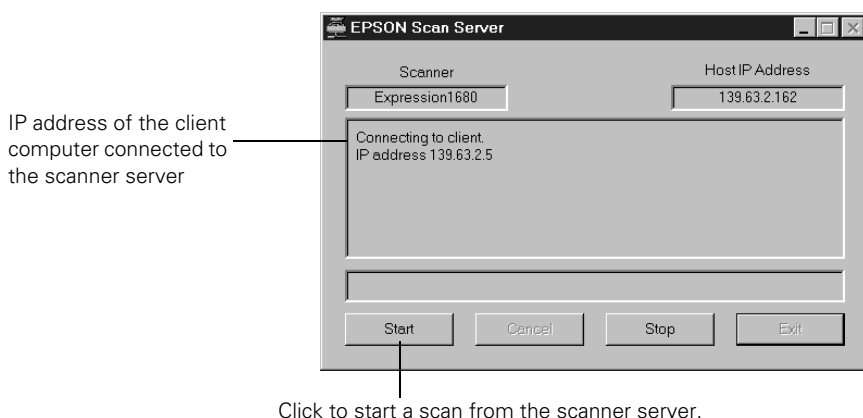 EPSON Scan Server
Scanner
Host IP Address
Expression1680
139.63.2.162
IP address of the client
computer connected to
the scanner server
Connecting to client.
IP address 139.63.2.5
Start
Cancel
Stop
Exit
Click to start a scan from the scanner server.